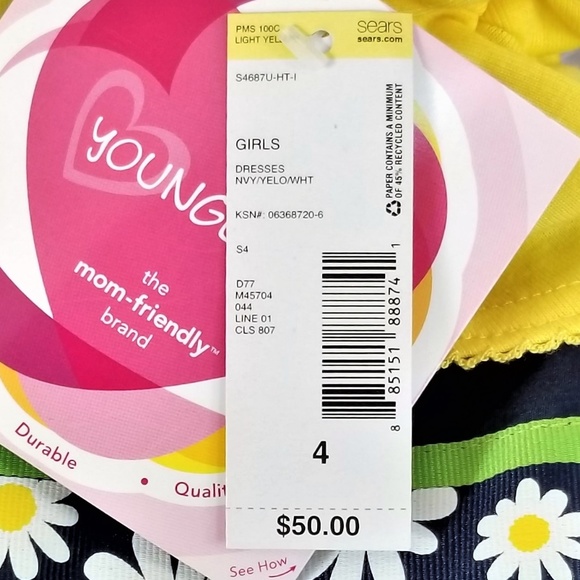 PMS 100C
LIGHT YEL
sears
sears.com
S4687U-HT-I
PAPER CONTAINS A MINIMUM
OF 45% RECYCLED CONTENT
GIRLS
DRESSES
NVY/YELO/WHT
KSN#: 06368720-6
S4
D77
M45704
044
LINE 01
CLS 807
8 85151 88874 1
4
$50.00
YOUNG
the
mom-friendly™
brand
Durable
• Qualit
See How